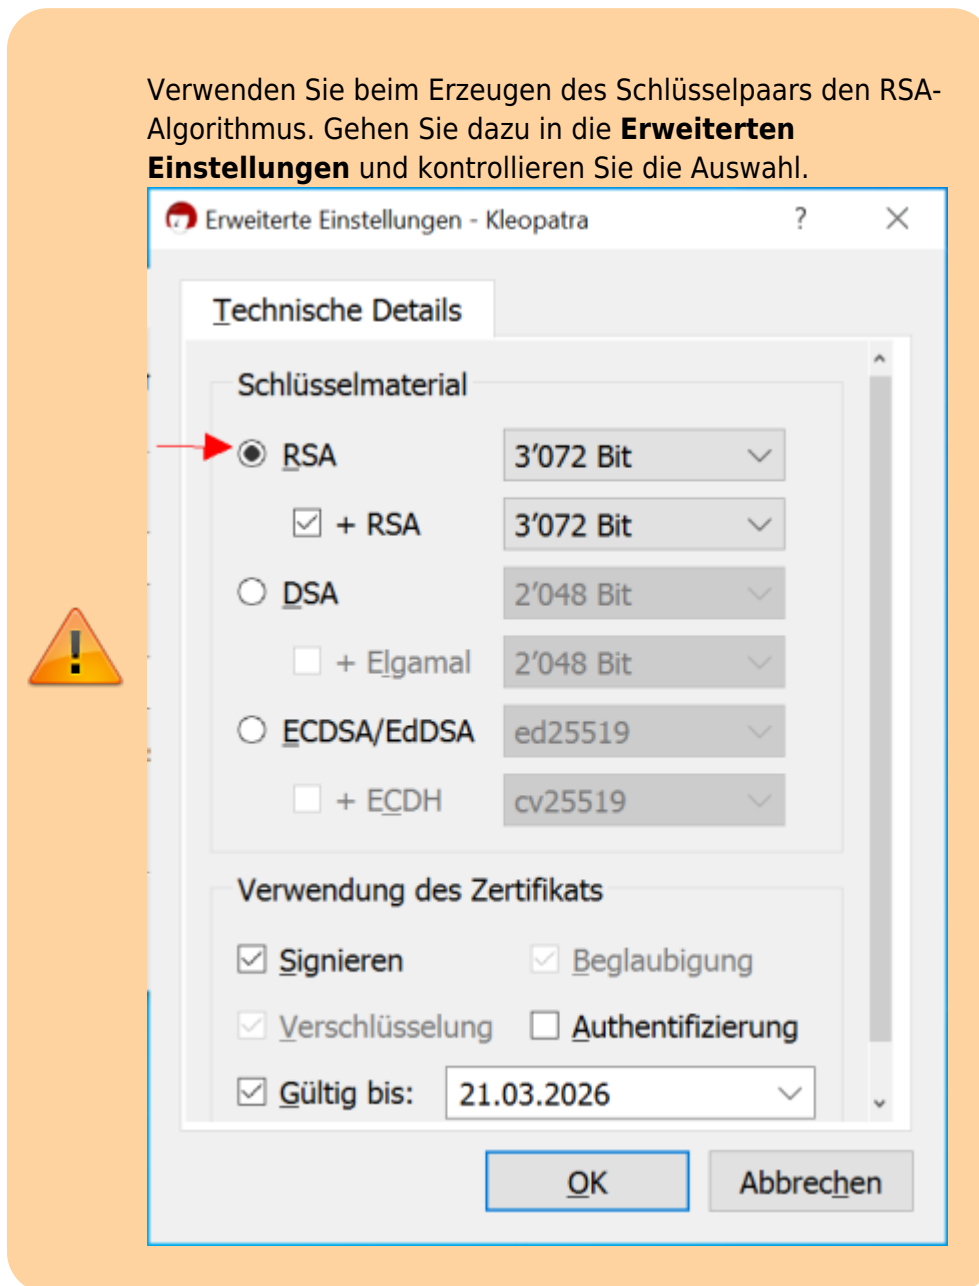 Verwenden Sie beim Erzeugen des Schlüsselpaars den RSA-
Algorithmus. Gehen Sie dazu in die Erweiterten
Einstellungen und kontrollieren Sie die Auswahl.
Erweiterte Einstellungen - Kleopatra ?
Technische Details
Schlüsselmaterial
RSA 3’072 Bit
+ RSA 3’072 Bit
DSA 2’048 Bit
+ Elgamal 2’048 Bit
ECDSA/EdDSA ed25519
+ ECDH cv25519
Verwendung des Zertifikats
Signieren Beglaubigung
Verschlüsselung Authentifizierung
Gültig bis: 21.03.2026
OK Abbrechen